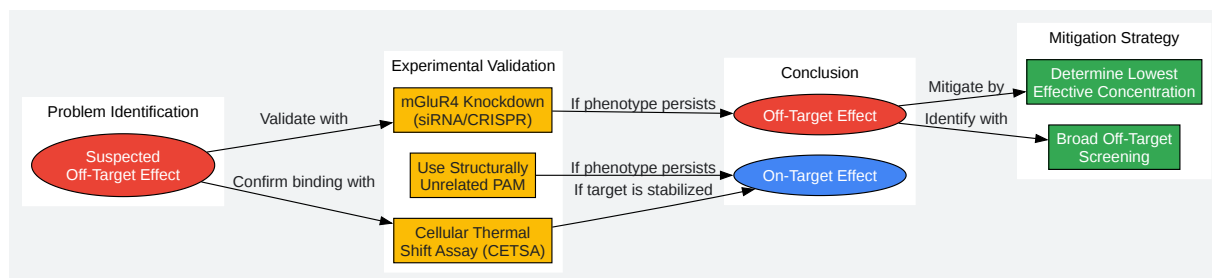 Problem Identification
Suspected
Off-Target Effect
Validate with
Confirm binding with
Experimental Validation
mGluR4 Knockdown
(siRNA/CRISPR)
Use Structurally
Unrelated PAM
Cellular Thermal
Shift Assay (CETSA)
If phenotype persists
If phenotype persists
If target is stabilized
Conclusion
Off-Target Effect
On-Target Effect
Mitigate by
Identify with
Mitigation Strategy
Determine Lowest
Effective Concentration
Broad Off-Target
Screening